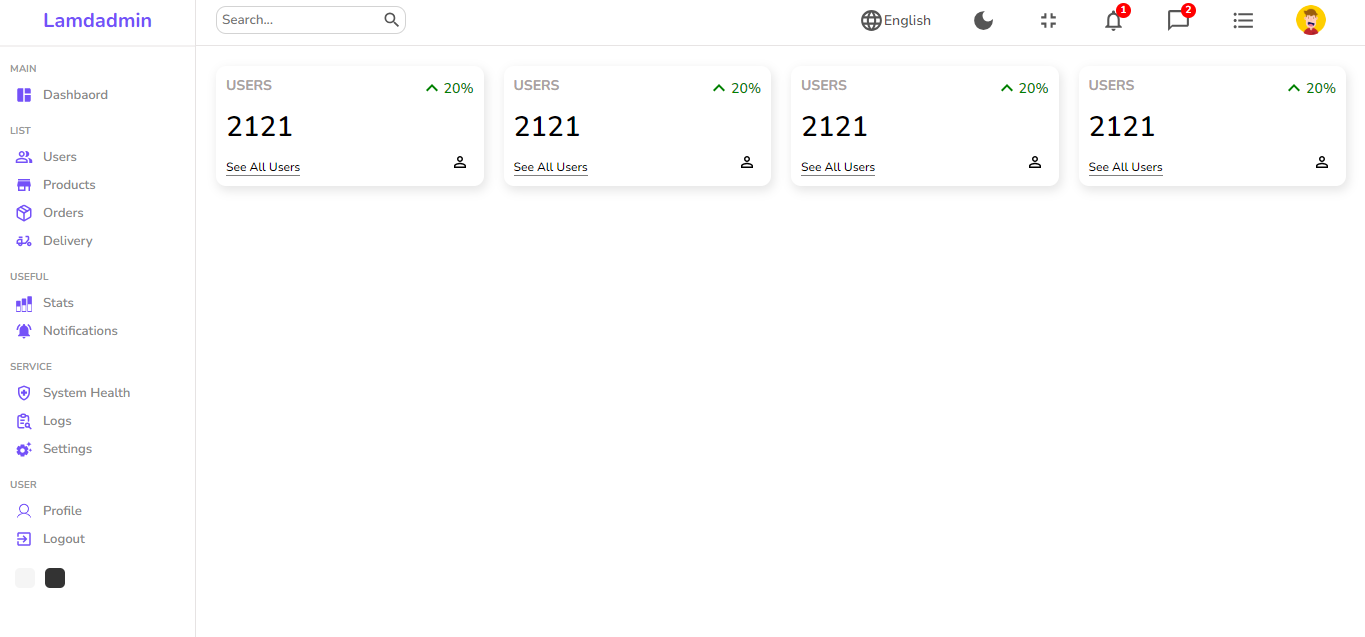 Lamdadmin
Search...
English
1
2
MAIN
Dashbaord
LIST
Users
Products
Orders
Delivery
USEFUL
Stats
Notifications
SERVICE
System Health
Logs
Settings
USER
Profile
Logout
USERS
20%
2121
See All Users
USERS
20%
2121
See All Users
USERS
20%
2121
See All Users
USERS
20%
2121
See All Users